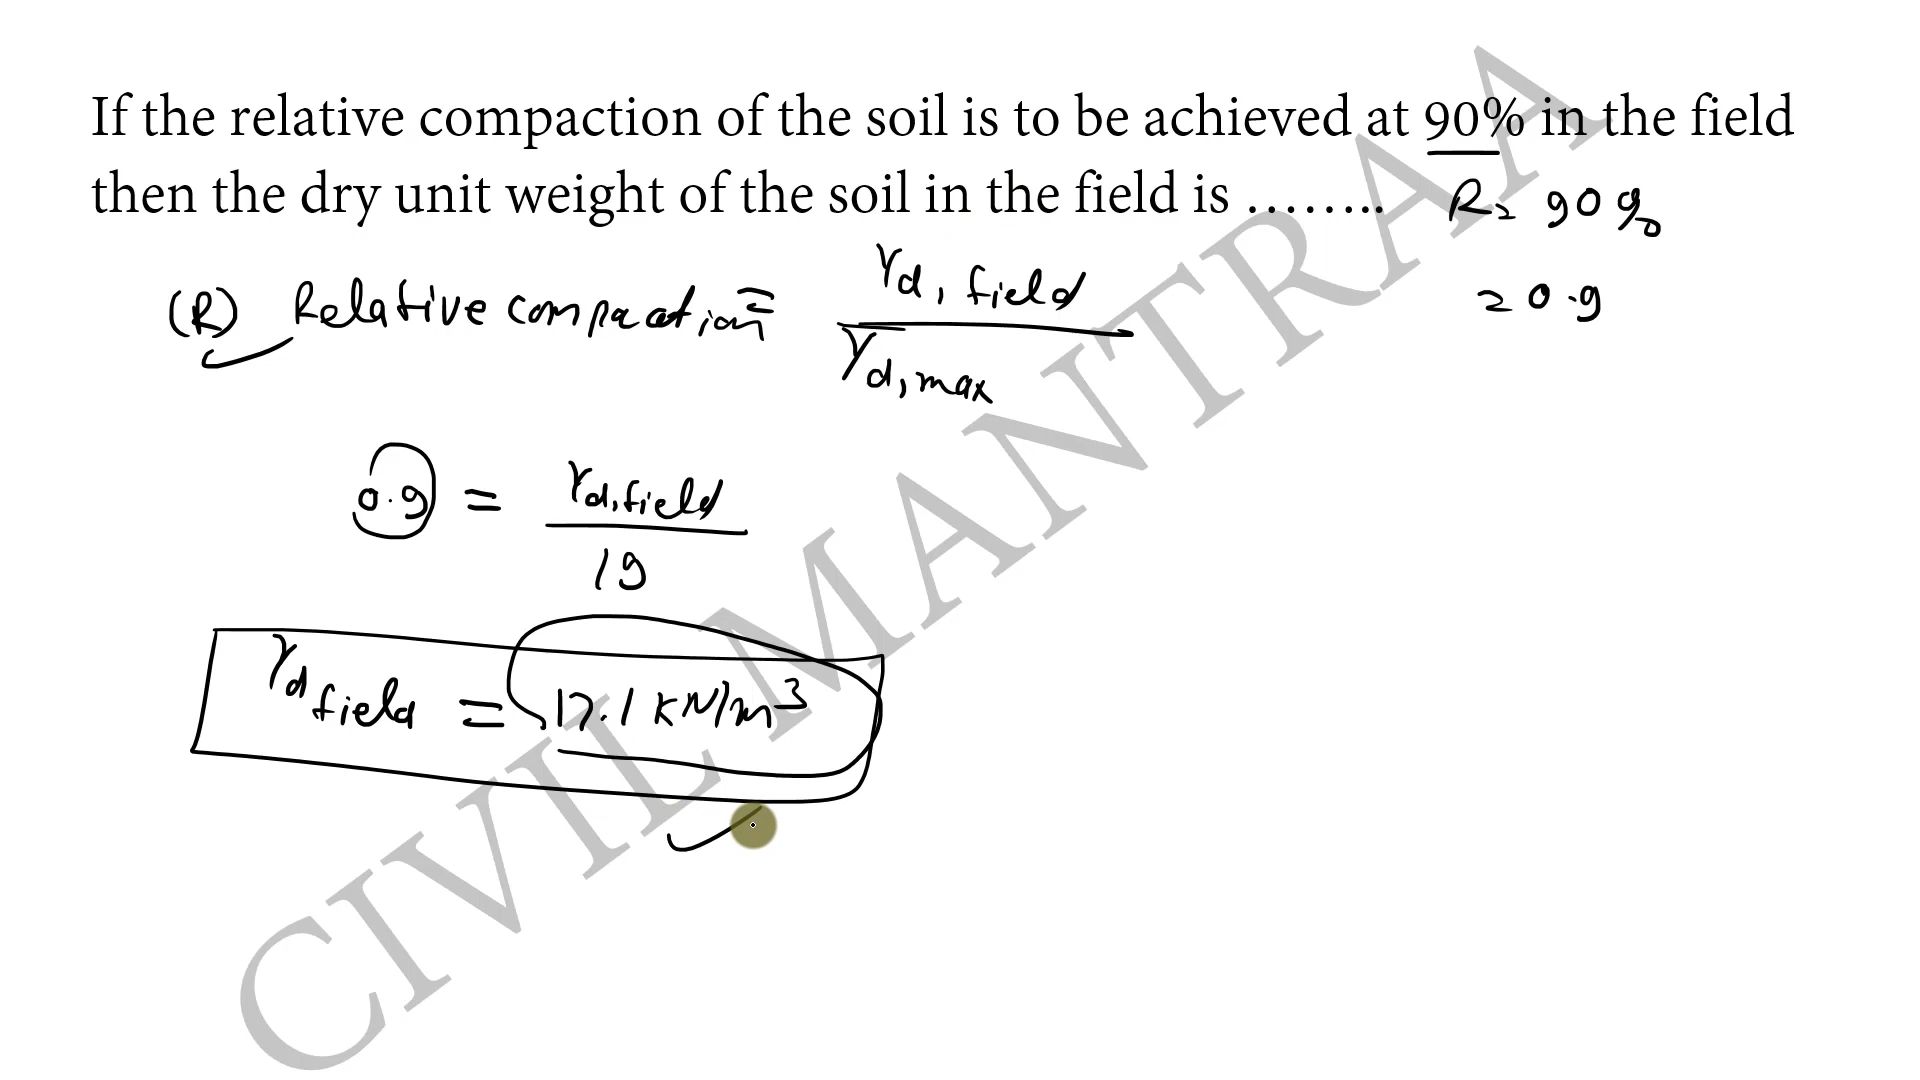 If the relative compaction of the soil is to be achieved at 90% in the field
then the dry unit weight of the soil in the field is ........
R = 90%
= 0.9
(R) Relative compaction = γd, field
γd, max
0.9 = γd, field
19
γd field = 17.1 kN/m³
CIVIL MANTRAA